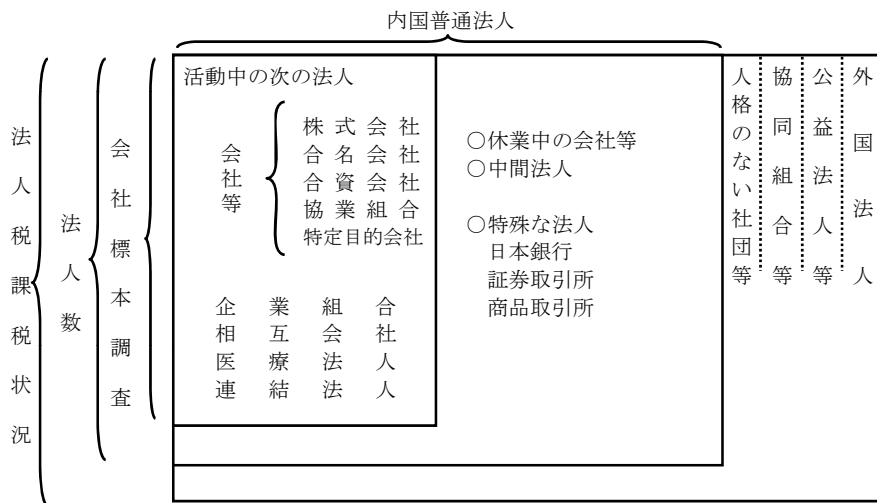 内国普通法人
法人税課税状況
法人数
会社標本調査
活動中の次の法人
会社等
株式会社
合名会社
合資会社
協業組合
特定目的会社
企業組合
相互会社
医療法人
連結法人
○休業中の会社等
○中間法人
○特殊な法人
日本銀行
証券取引所
商品取引所
人格のない社団等
協同組合等
公益法人等
外国法人